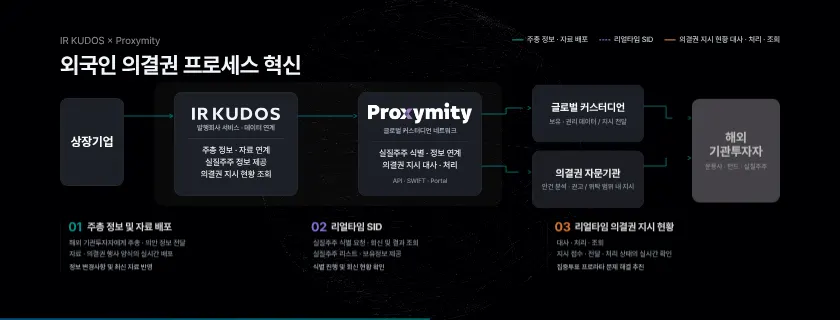 IR KUDOS × Proxymity
외국인 의결권 프로세스 혁신
주총 정보 · 자료 배포
리얼타임 SID
의결권 지시 현황 대사 · 처리 · 조회
상장기업
IR KUDOS
발행회사 서비스 · 데이터 연계
주총정보 · 자료 연계
실질주주 정보 제공
의결권 지시 현황 조회
Proxymity
글로벌 커스터디언 네트워크
실질주주 식별 · 정보 연계
의결권 지시 대사 · 처리
API · SWIFT · Portal
글로벌 커스터디언
보유 · 권리 데이터 / 지시 전달
의결권 자문기관
안건 분석 · 권고 / 위탁 범위 내 지시
해외
기관투자자
운용사 · 펀드 · 실질주주
01 주총 정보 및 자료 배포
해외 기관투자자에게 주총 · 의안 정보 전달
자료 · 의결권 행사 양식의 실시간 배포
정보 변경사항 및 최신 자료 반영
02 리얼타임 SID
실질주주 식별 요청 · 회신 및 결과 조회
실질주주 리스트 · 보유정보 제공
식별 진행 및 회신 현황 확인
03 리얼타임 의결권 지시 현황
대사 · 처리 · 조회
지시 접수 · 전달 · 처리 상태의 실시간 확인
집중투표 프로라타 문제 해결 추진